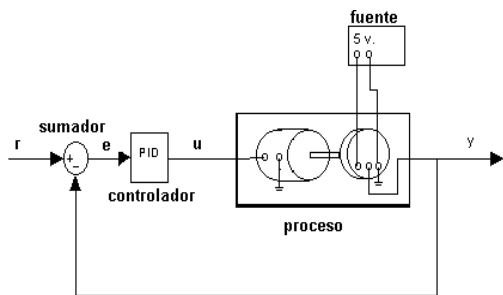 fuente
5 v.
sumador
r
+
-
e
PID
u
y
controlador
proceso